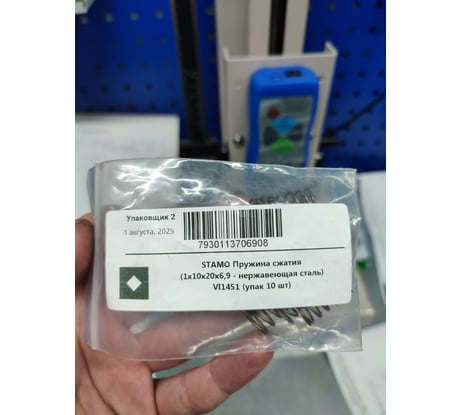 Упаковщик 2
1 августа, 2025
7930113706908
STAMO Пружина сжатия
(1x10x20x6,9 - нержавеющая сталь)
VI1451 (упак 10 шт)